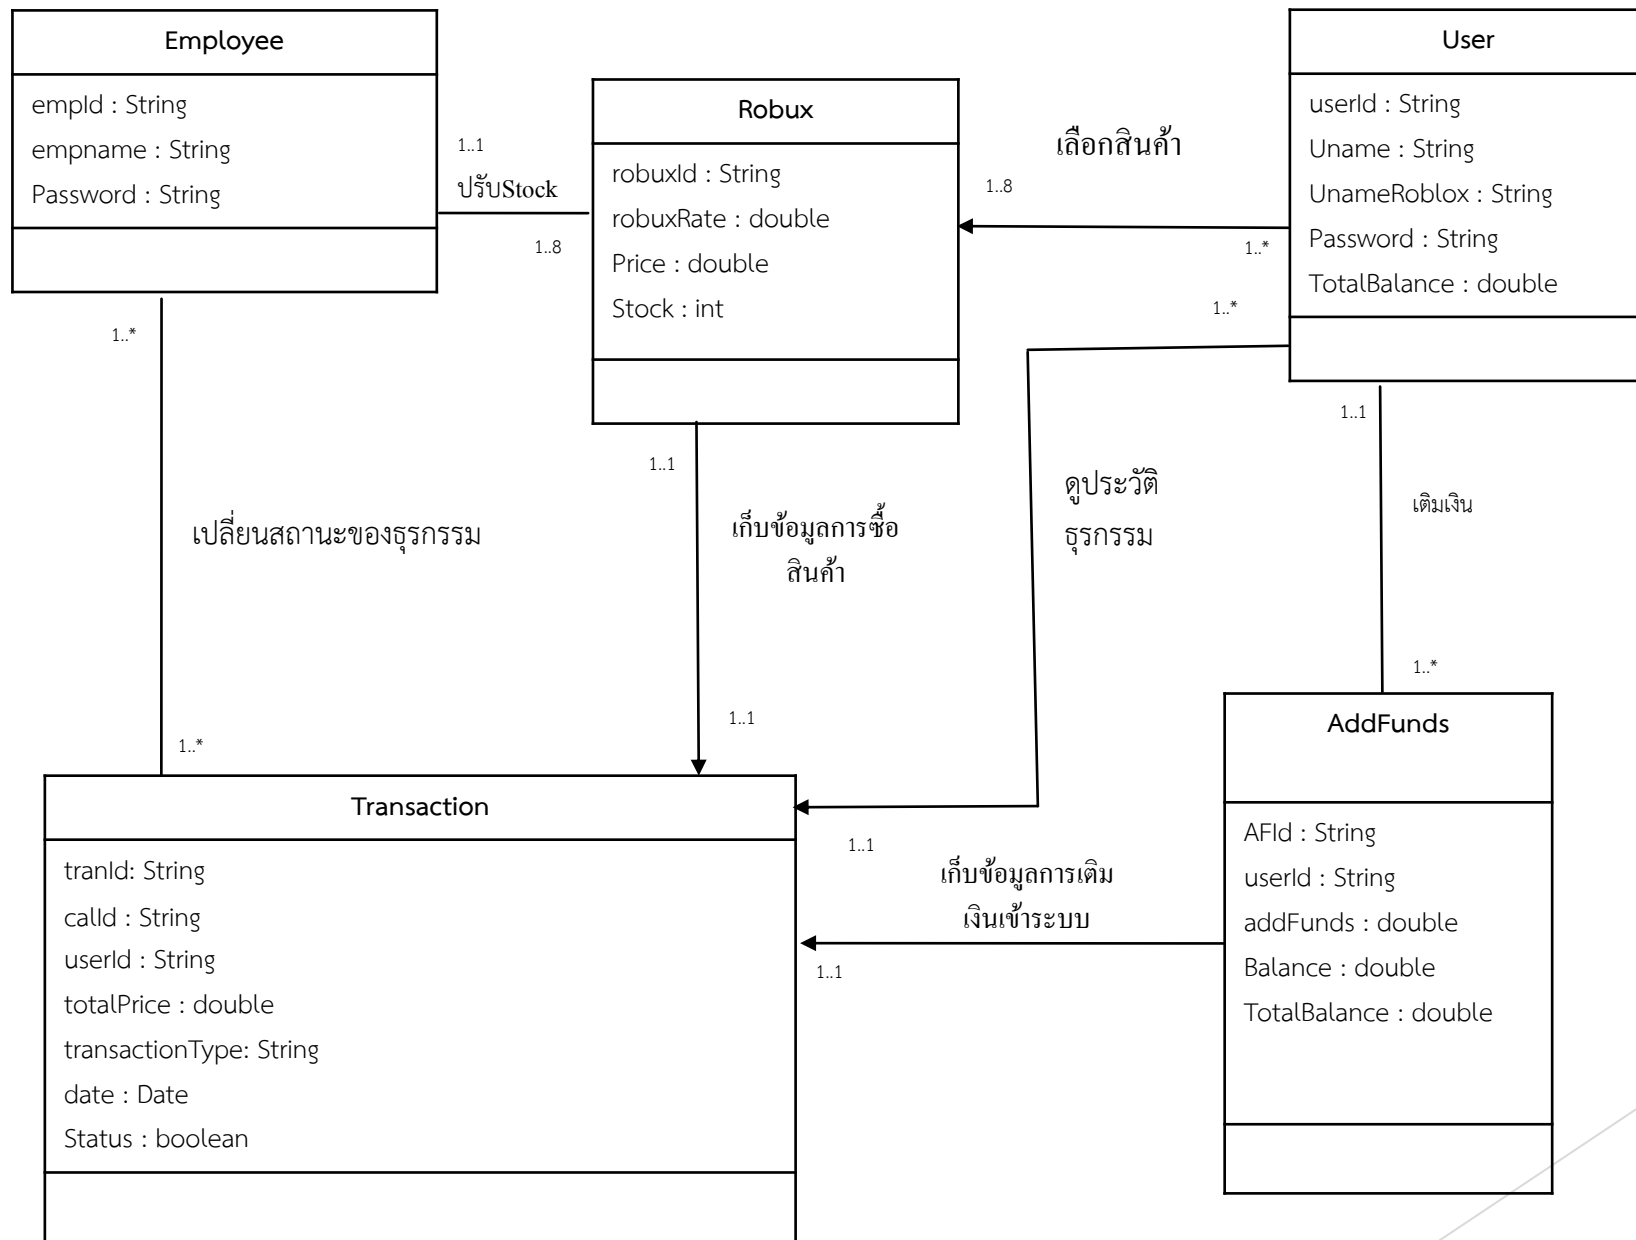 Employee
empId : String
empname : String
Password : String
1..1
ปรับStock
1..8
Robux
robuxId : String
robuxRate : double
Price : double
Stock : int
เลือกสินค้า
1..8
1..*
User
userId : String
Uname : String
UnameRoblox : String
Password : String
TotalBalance : double
1..*
1..*
เปลี่ยนสถานะของธุรกรรม
1..*
1..1
เก็บข้อมูลการซื้อ
สินค้า
1..1
ดูประวัติ
ธุรกรรม
1..1
1..1
เติมเงิน
1..*
Transaction
tranId: String
calId : String
userId : String
totalPrice : double
transactionType: String
date : Date
Status : boolean
เก็บข้อมูลการเติม
เงินเข้าระบบ
1..1
AddFunds
AFId : String
userId : String
addFunds : double
Balance : double
TotalBalance : double